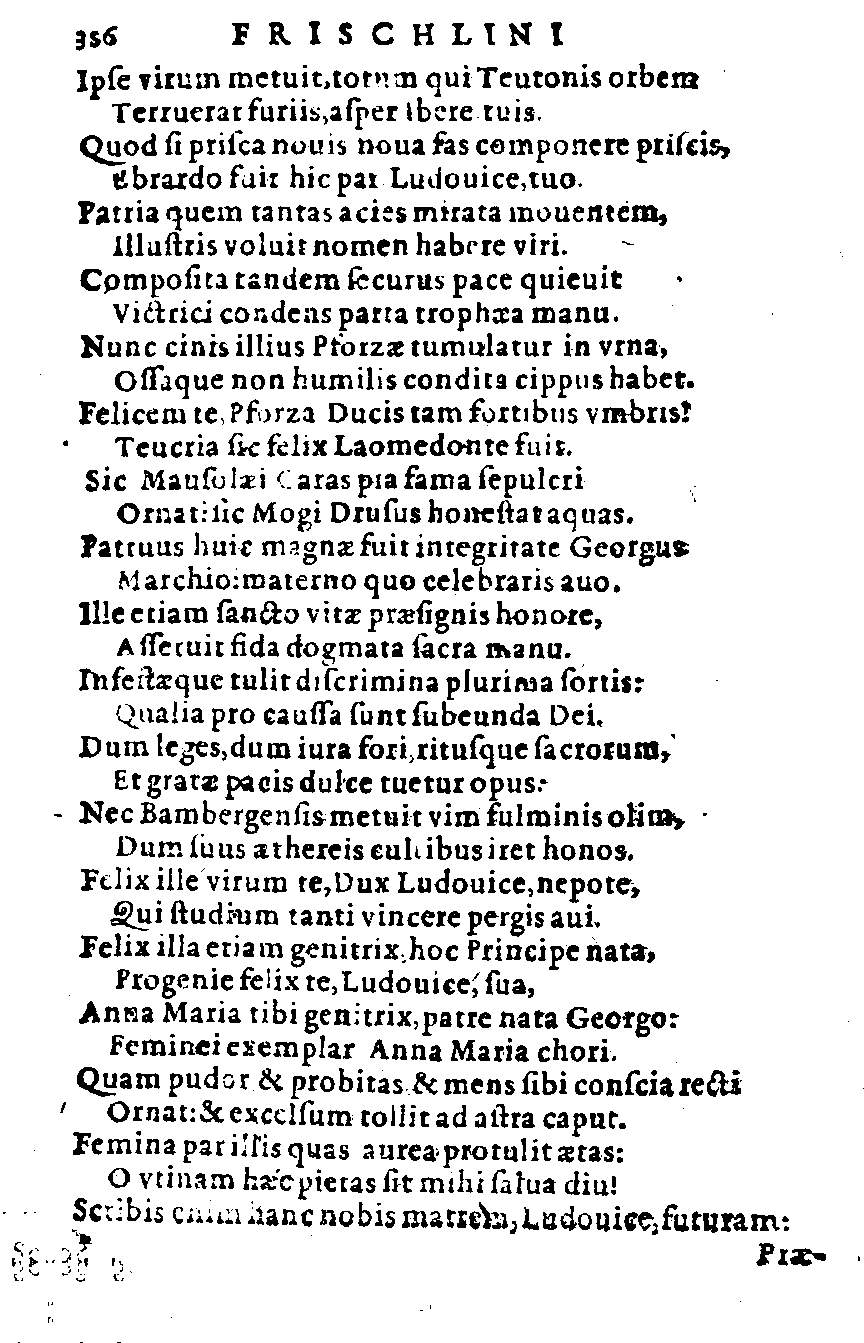 356 FRISCHLINI
Ipſe virum metuit, totum qui Teutonis orbem
Terruerat furiis, aſper Ibere tuis.
Quod ſi priſca nouis noua fas componere priſcis,
Ebrardo fuit hic par Ludouice, tuo.
Patria quem tantas acies mirata mouentem,
Illuſtris voluit nomen habere viri.
Compoſita tandem ſecurus pace quieuit
Victrici condens parta trophæa manu.
Nunc cinis illius Pforzæ tumulatur in vrna,
Oſſaque non humilis condita cippus habet.
Felicem te, Pforza Ducis tam fortibus vmbris!
Teucria ſic felix Laomedonte fuit.
Sic Mauſolæi Caras pia fama ſepulcri
Ornat: ſic Mogi Druſus honeſtat aquas.
Patruus huic magnæ fuit integritate Georgus
Marchio: materno quo celebraris auo.
Ille etiam ſancto vitæ præſignis honore,
Aſſeruit fida dogmata ſacra manu.
Infeſtæque tulit diſcrimina plurima ſortis:
Qualia pro cauſſa ſunt ſubeunda Dei.
Dum leges, dum iura fori, rituſque ſacrorum,
Et gratæ pacis dulce tuetur opus.
Nec Bambergenſis metuit vim fulminis olim,
Dum ſuus æthereis cultibus iret honos.
Felix ille virum te, Dux Ludouice, nepote,
Qui ſtudium tanti vincere pergis aui.
Felix illa etiam genitrix, hoc Principe nata,
Progenie felix te, Ludouice, ſua,
Anna Maria tibi genitrix, patre nata Georgo:
Feminei exemplar Anna Maria chori.
Quam pudor & probitas & mens ſibi conſcia recti
Ornat: & excelſum tollit ad aſtra caput.
Femina par illis quas aurea protulit ætas:
O vtinam hæc pietas ſit mihi ſalua diu!
Scribis enim hanc nobis matrem, Ludouice, futuram:
Præ-